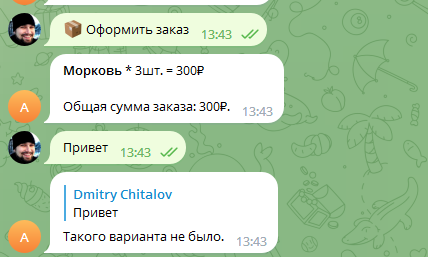 📦 Оформить заказ 13:43
Морковь * 3шт. = 300₽
Общая сумма заказа: 300₽. 13:43
A
Привет 13:43
Dmitry Chitalov
Привет
Такого варианта не было. 13:43
A